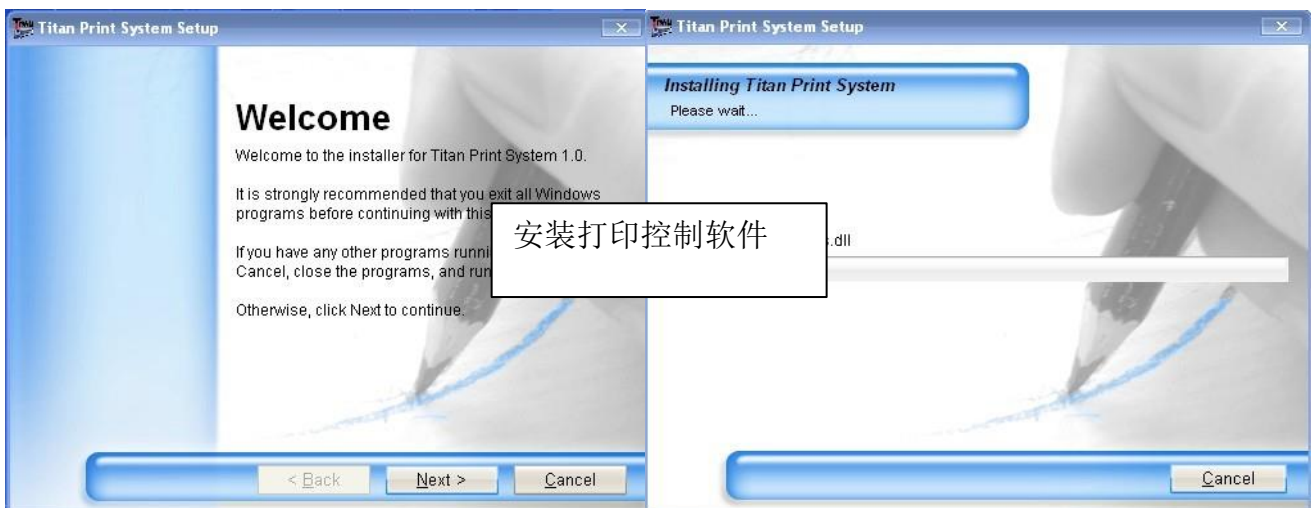 Titan Print System Setup
Welcome
Welcome to the installer for Titan Print System 1.0.
It is strongly recommended that you exit all Windows
programs before continuing with this
If you have any other programs
Cancel, close the programs, and run
Otherwise, click Next to continue.
< Back
Next >
Cancel
安装打印控制软件
Titan Print System Setup
Installing Titan Print System
Please wait...
.dll
Cancel